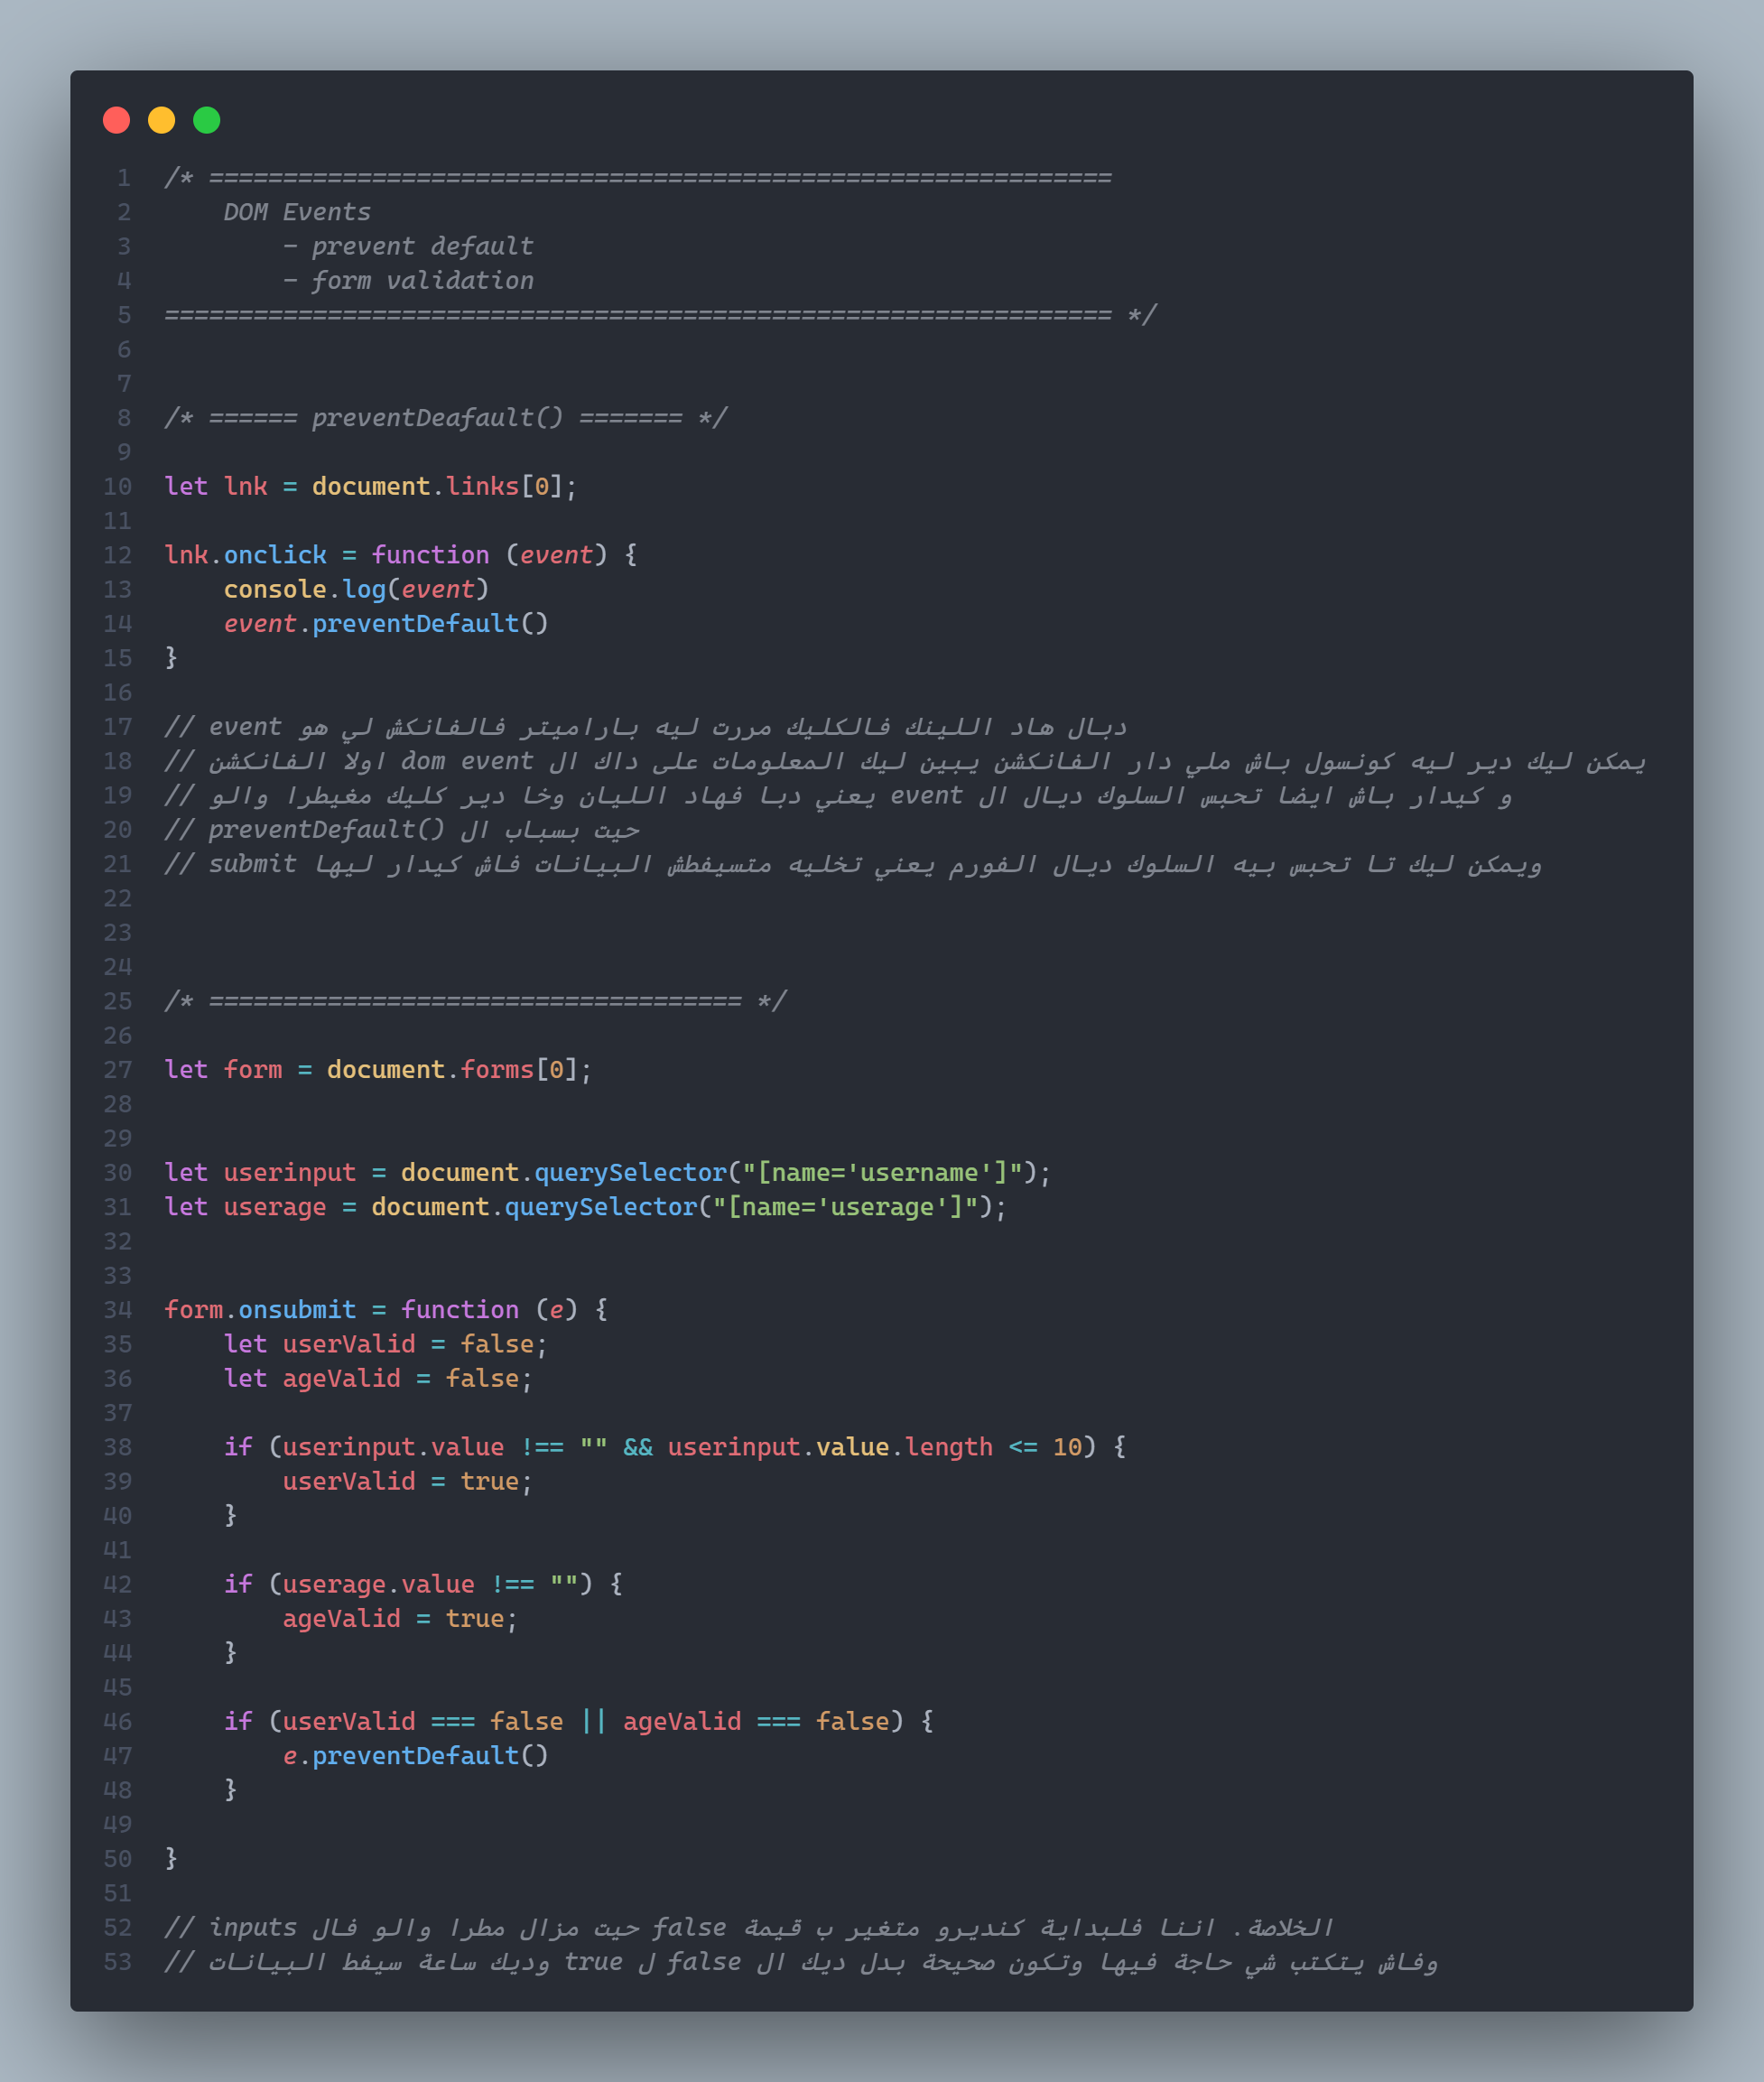 1 /* =============================================================
2     DOM Events
3         - prevent default
4         - form validation
5 ================================================================ */
6
7
8 /* ====== preventDeafault() ======= */
9
10 let lnk = document.links[0];
11
12 lnk.onclick = function (event) {
13     console.log(event)
14     event.preventDefault()
15 }
16
17 // event دبال هاد اللينك فالكليك مررت ليه باراميتر فالفانكش لي هو
18 // يمكن ليك دير ليه كونسول باش ملي دار الفانكشن يبين ليك المعلومات على داك ال dom event اولا الفانكشن
19 // و كيدار باش ايضا تحبس السلوك ديال ال event يعني دبا فهاد الليان وخا دير كليك مغيطرا والو
20 // preventDefault() حيت بسباب ال
21 // submit ويمكن ليك تا تحبس بيه السلوك ديال الفورم يعني تخليه متسيفطش البيانات فاش كيدار ليها
22
23
24
25 /* ==================================== */
26
27 let form = document.forms[0];
28
29
30 let userinput = document.querySelector("[name='username']");
31 let userage = document.querySelector("[name='userage']");
32
33
34 form.onsubmit = function (e) {
35     let userValid = false;
36     let ageValid = false;
37
38     if (userinput.value !== "" && userinput.value.length <= 10) {
39         userValid = true;
40     }
41
42     if (userage.value !== "") {
43         ageValid = true;
44     }
45
46     if (userValid === false || ageValid === false) {
47         e.preventDefault()
48     }
49
50 }
51
52 // inputs الخلاصة. اننا فلبداية كنديرو متغير ب قيمة false حيت مزال مطرا والو فال
53 // وفاش يتكتب شي حاجة فيها وتكون صحيحة بدل ديك ال false ل true وديك ساعة سيفط البيانات